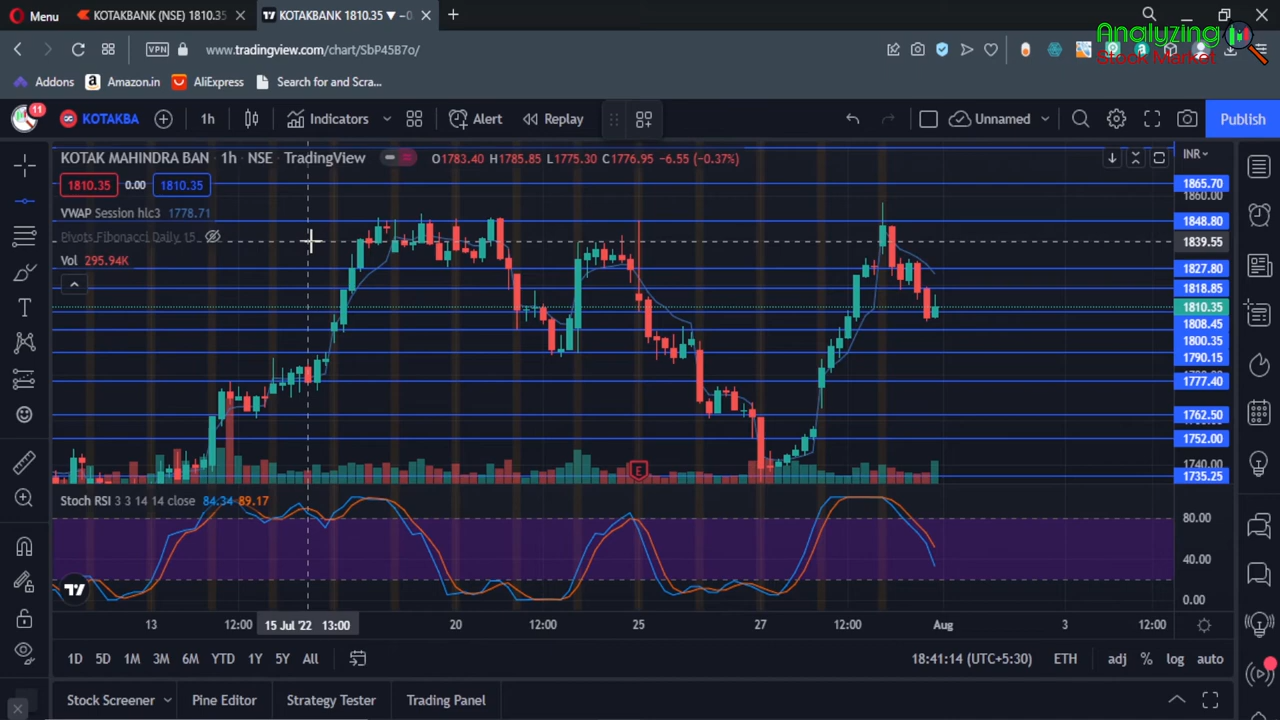 Menu
KOTAKBANK (NSE) 1810.35
KOTAKBANK 1810.35 ▼ −0
Analyzing
Stock Market
VPN
www.tradingview.com/chart/SbP45B7o/
Addons
Amazon.in
AliExpress
Search for and Scra...
11
KOTAKBA
1h
Indicators
Alert
Replay
Unnamed
Publish
KOTAK MAHINDRA BAN · 1h · NSE · TradingView
O1783.40 H1785.85 L1775.30 C1776.95 −6.55 (−0.37%)
INR
1810.35
0.00
1810.35
VWAP Session hlc3 1778.71
Pivots Fibonacci Daily 15
Vol 295.94K
1865.70
1860.00
1848.80
1839.55
1827.80
1818.85
1810.35
1808.45
1800.35
1790.15
1777.40
1762.50
1752.00
1740.00
1735.25
E
Stoch RSI 3 3 14 14 close 84.34 89.17
80.00
40.00
0.00
13
12:00
15 Jul '22 13:00
20
12:00
25
27
12:00
Aug
3
12:00
1D
5D
1M
3M
6M
YTD
1Y
5Y
All
18:41:14 (UTC+5:30)
ETH
adj
%
log
auto
Stock Screener
Pine Editor
Strategy Tester
Trading Panel